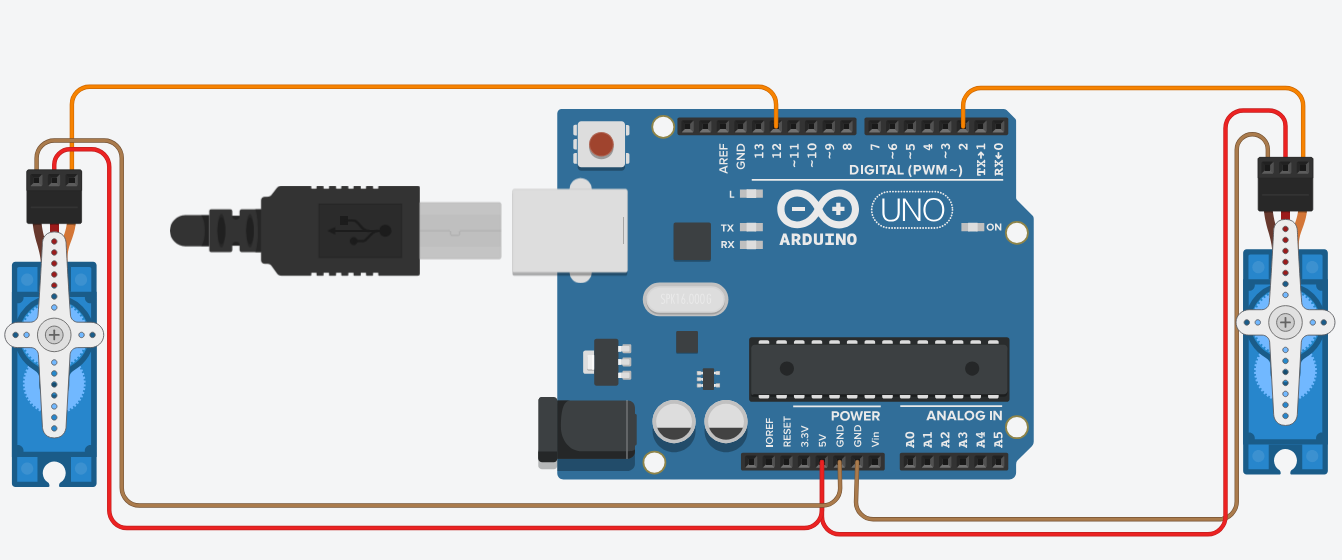 AREF
GND
13
12
~11
~10
~9
8
7
~6
~5
4
~3
2
TX→1
RX←0
DIGITAL (PWM~)
L
TX
RX
ARDUINO
UNO
ON
SPK16.000G
POWER
ANALOG IN
IOREF
RESET
3.3V
5V
GND
GND
Vin
A0
A1
A2
A3
A4
A5